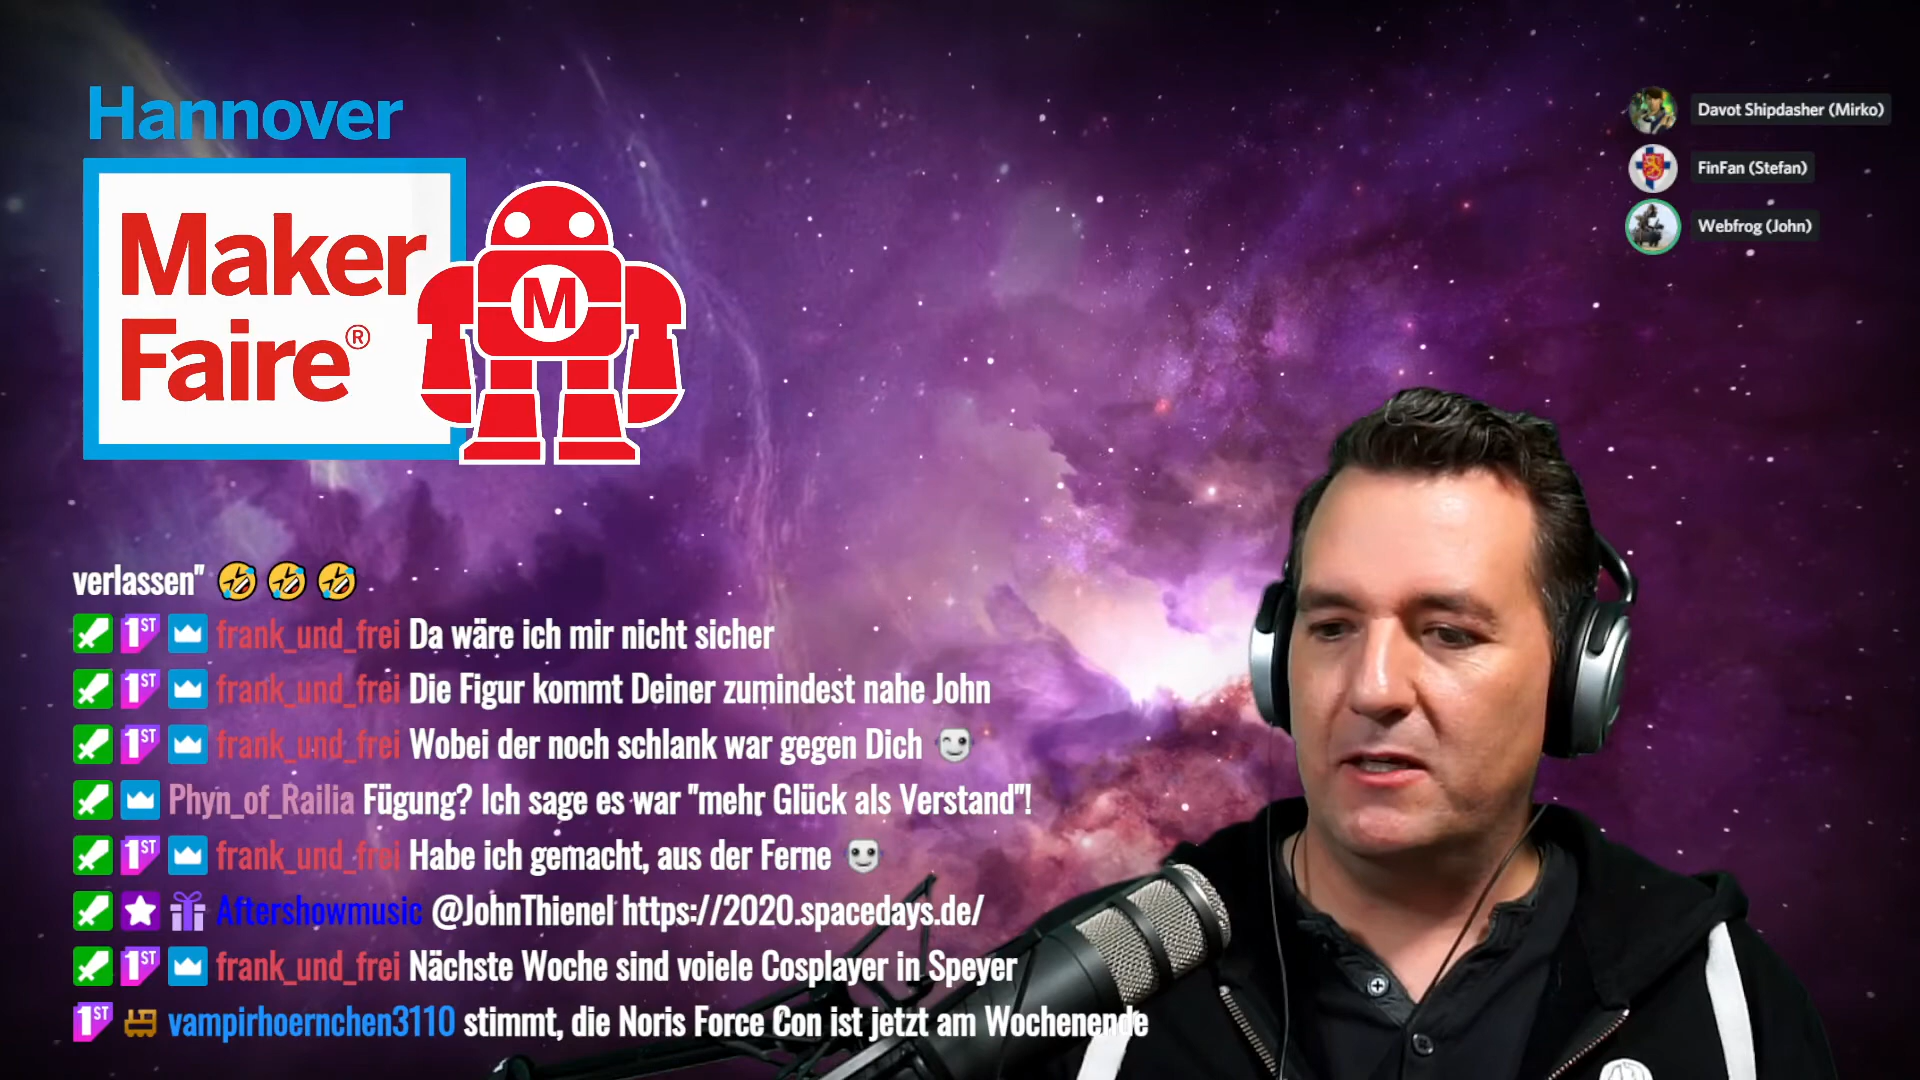 Hannover
Maker
Faire®
M
Davot Shipdasher (Mirko)
FinFan (Stefan)
Webfrog (John)
verlassen" 🤣 🤣 🤣
1ST frank_und_frei Da wäre ich mir nicht sicher
1ST frank_und_frei Die Figur kommt Deiner zumindest nahe John
1ST frank_und_frei Wobei der noch schlank war gegen Dich
Phyn_of_Railia Fügung? Ich sage es war "mehr Glück als Verstand"!
1ST frank_und_frei Habe ich gemacht, aus der Ferne
Aftershowmusic @JohnThienel https://2020.spacedays.de/
1ST frank_und_frei Nächste Woche sind voiele Cosplayer in Speyer
1ST vampirhoernchen3110 stimmt, die Noris Force Con ist jetzt am Wochenende